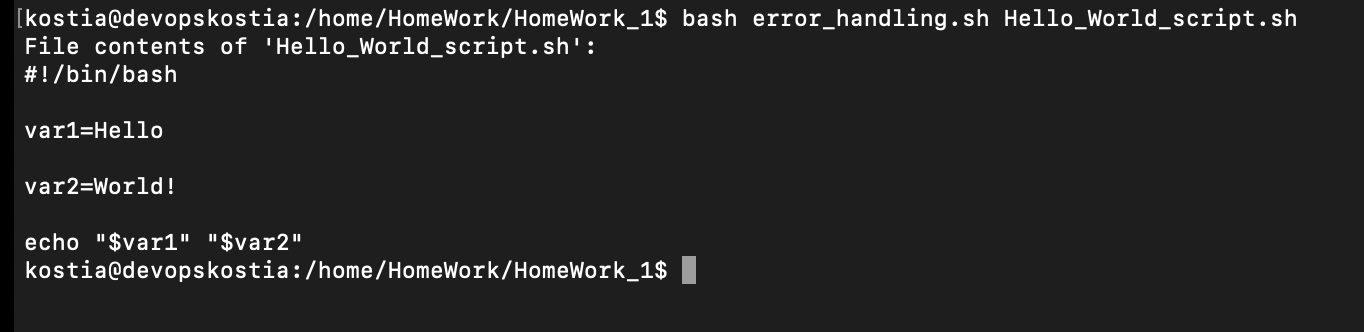 [kostia@devopskostia:/home/HomeWork/HomeWork_1$ bash error_handling.sh Hello_World_script.sh
File contents of 'Hello_World_script.sh':
#!/bin/bash
var1=Hello
var2=World!
echo "$var1" "$var2"
kostia@devopskostia:/home/HomeWork/HomeWork_1$